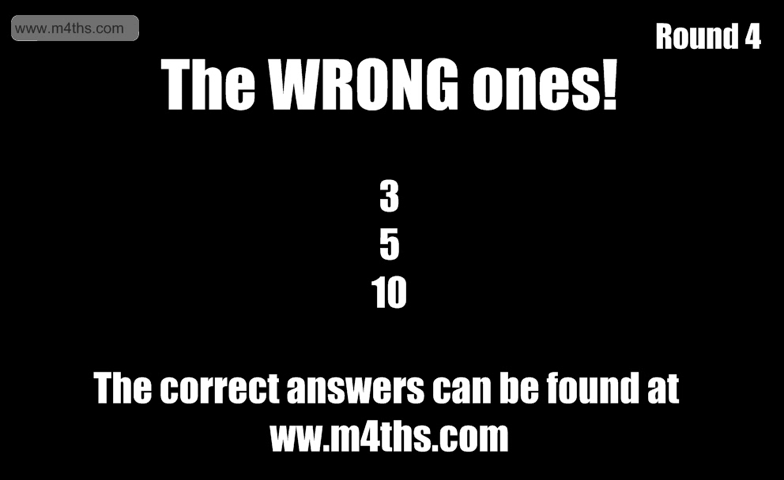 www.m4ths.com
Round 4
The WRONG ones!
3
5
10
The correct answers can be found at
ww.m4ths.com